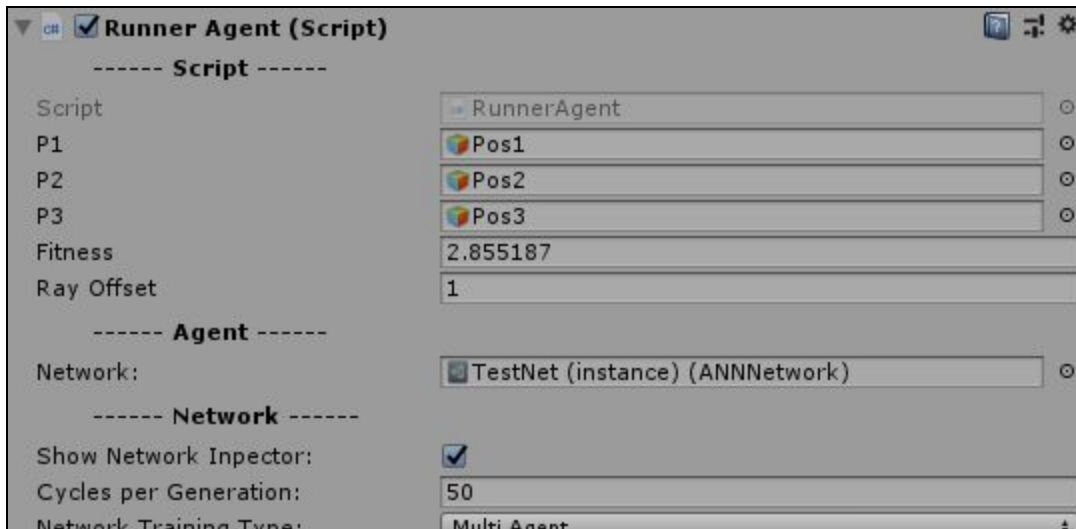 Runner Agent (Script)
------ Script ------
Script RunnerAgent
P1 Pos1
P2 Pos2
P3 Pos3
Fitness 2.855187
Ray Offset 1
------ Agent ------
Network: TestNet (instance) (ANNNetwork)
------ Network ------
Show Network Inpector:
Cycles per Generation: 50
Network Training Type: Multi Agent